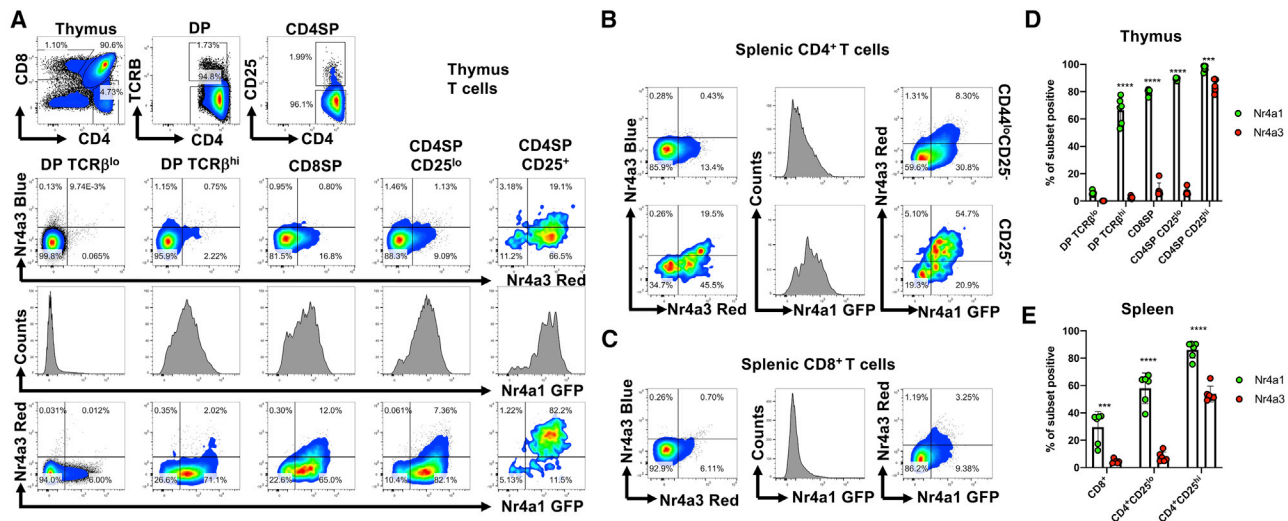 A
Thymus
DP
CD4SP
1.10%
90.6%
4.73%
CD8
CD4
1.73%
94.8%
TCRB
CD4
1.99%
96.1%
CD25
CD4
Thymus
T cells
DP TCRβlo
DP TCRβhi
CD8SP
CD4SP
CD25lo
CD4SP
CD25+
Nr4a3 Blue
0.13%
9.74E-3%
99.8%
0.065%
1.15%
0.75%
95.9%
2.22%
0.95%
0.80%
81.5%
16.8%
1.46%
1.13%
88.3%
9.09%
3.18%
19.1%
11.2%
66.5%
Nr4a3 Red
Counts
Nr4a1 GFP
Nr4a3 Red
0.031%
0.012%
94.0%
6.00%
0.35%
2.02%
26.6%
71.1%
0.30%
12.0%
22.6%
65.0%
0.061%
7.36%
10.4%
82.1%
1.22%
82.2%
5.13%
11.5%
Nr4a1 GFP
B
Splenic CD4+ T cells
Nr4a3 Blue
0.28%
0.43%
85.9%
13.4%
0.26%
19.5%
34.7%
45.5%
Nr4a3 Red
Counts
Nr4a1 GFP
Nr4a3 Red
1.31%
8.30%
59.6%
30.8%
5.10%
54.7%
19.3%
20.9%
Nr4a1 GFP
CD44loCD25-
CD25+
C
Splenic CD8+ T cells
Nr4a3 Blue
0.26%
0.70%
92.9%
6.11%
Nr4a3 Red
Counts
Nr4a1 GFP
Nr4a3 Red
1.19%
3.25%
86.2%
9.38%
Nr4a1 GFP
D
Thymus
% of subset positive
100
80
60
40
20
0
****
****
****
***
Nr4a1
Nr4a3
DP TCRβlo
DP TCRβhi
CD8SP
CD4SP CD25lo
CD4SP CD25hi
E
Spleen
% of subset positive
100
80
60
40
20
0
***
****
****
Nr4a1
Nr4a3
CD8+
CD4+CD25lo
CD4+CD25hi